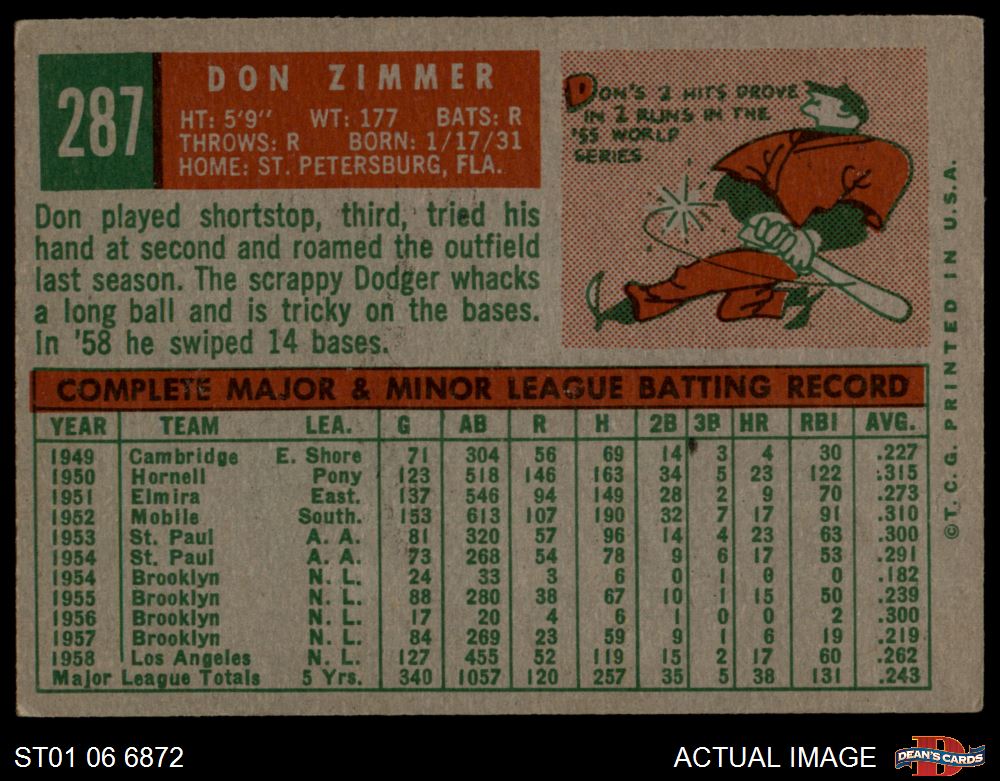 287
DON ZIMMER
HT: 5'9" WT: 177 BATS: R
THROWS: R BORN: 1/17/31
HOME: ST. PETERSBURG, FLA.
DON'S 2 HITS DROVE
IN 2 RUNS IN THE
'55 WORLD
SERIES
Don played shortstop, third, tried his
hand at second and roamed the outfield
last season. The scrappy Dodger whacks
a long ball and is tricky on the bases.
In '58 he swiped 14 bases.
COMPLETE MAJOR & MINOR LEAGUE BATTING RECORD
YEAR TEAM LEA. G AB R H 2B 3B HR RBI AVG.
1949 Cambridge E. Shore 71 304 56 69 14 3 4 30 .227
1950 Hornell Pony 123 518 146 163 34 5 23 122 .315
1951 Elmira East. 137 546 94 149 28 2 9 70 .273
1952 Mobile South. 153 613 107 190 32 7 17 91 .310
1953 St. Paul A. A. 81 320 57 96 14 4 23 63 .300
1954 St. Paul A. A. 73 268 54 78 9 6 17 53 .291
1954 Brooklyn N. L. 24 33 3 6 0 1 0 0 .182
1955 Brooklyn N. L. 88 280 38 67 10 1 15 50 .239
1956 Brooklyn N. L. 17 20 4 6 1 0 0 2 .300
1957 Brooklyn N. L. 84 269 23 59 9 1 6 19 .219
1958 Los Angeles N. L. 127 455 52 119 15 2 17 60 .262
Major League Totals 5 Yrs. 340 1057 120 257 35 5 38 131 .243
©T.C.G. PRINTED IN U.S.A.
ST01 06 6872
ACTUAL IMAGE
D
DEAN'S CARDS